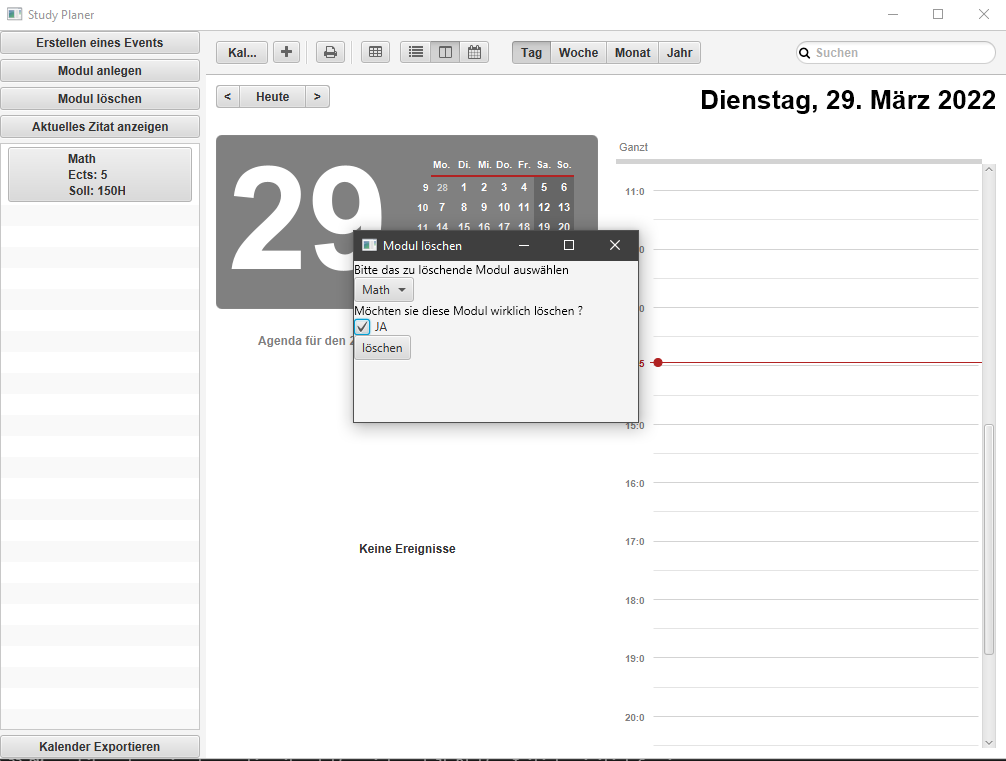 Study Planer
Erstellen eines Events
Modul anlegen
Modul löschen
Aktuelles Zitat anzeigen
Math
Ects: 5
Soll: 150H
Kalender Exportieren
Kal...
+
Tag Woche Monat Jahr
Suchen
< Heute >
Dienstag, 29. März 2022
29
Mo. Di. Mi. Do. Fr. Sa. So.
9 28 1 2 3 4 5 6
10 7 8 9 10 11 12 13
11 14 15 16 17 18 19 20
Agenda für den
Keine Ereignisse
Modul löschen
Bitte das zu löschende Modul auswählen
Math
Möchten sie diese Modul wirklich löschen ?
JA
löschen
Ganzt
11:0
0
0
5
15:0
16:0
17:0
18:0
19:0
20:0